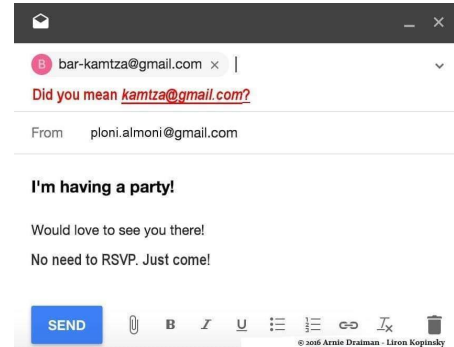 B bar-kamtza@gmail.com ×
Did you mean kamtza@gmail.com?
From ploni.almoni@gmail.com
I'm having a party!
Would love to see you there!
No need to RSVP. Just come!
SEND B I U
© 2016 Arnie Draiman - Liron Kopinsky